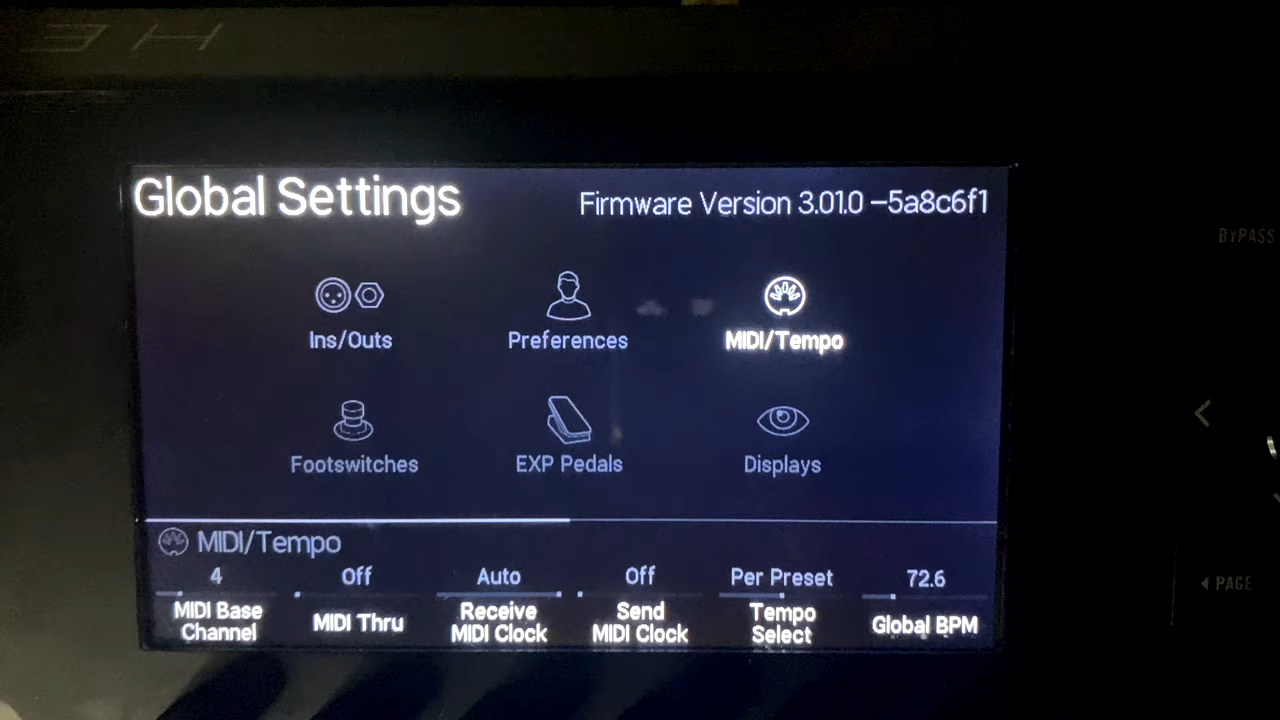 Global Settings
Firmware Version 3.01.0 –5a8c6f1
Ins/Outs
Preferences
MIDI/Tempo
Footswitches
EXP Pedals
Displays
MIDI/Tempo
4
Off
Auto
Off
Per Preset
72.6
MIDI Base
Channel
MIDI Thru
Receive
MIDI Clock
Send
MIDI Clock
Tempo
Select
Global BPM
BYPASS
PAGE